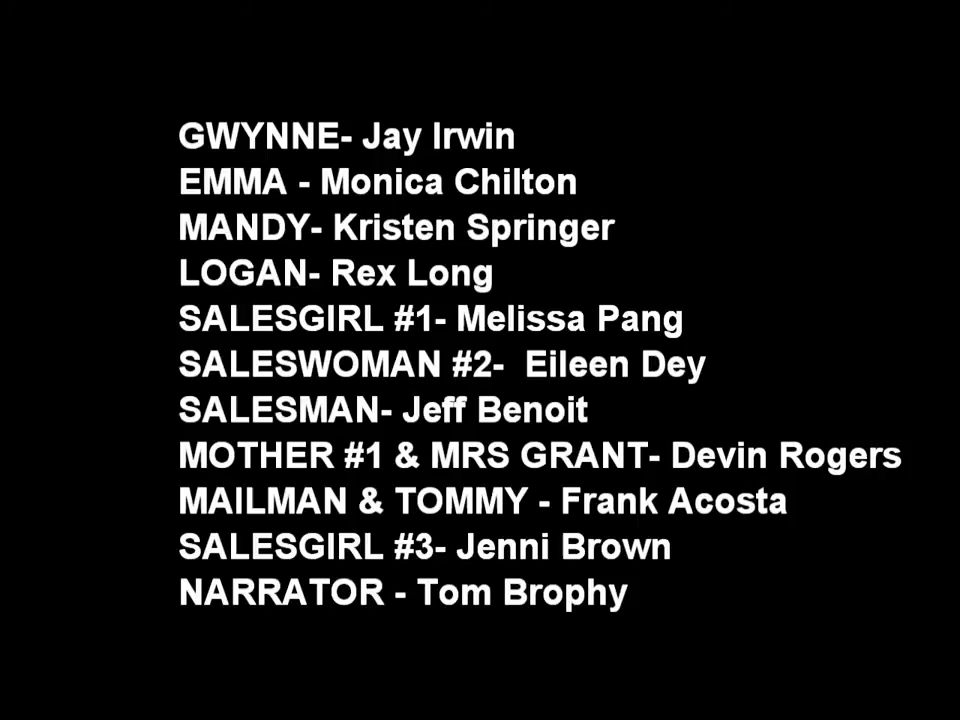 GWYNNE- Jay Irwin
EMMA - Monica Chilton
MANDY- Kristen Springer
LOGAN- Rex Long
SALESGIRL #1- Melissa Pang
SALESWOMAN #2-  Eileen Dey
SALESMAN- Jeff Benoit
MOTHER #1 & MRS GRANT- Devin Rogers
MAILMAN & TOMMY - Frank Acosta
SALESGIRL #3- Jenni Brown
NARRATOR - Tom Brophy